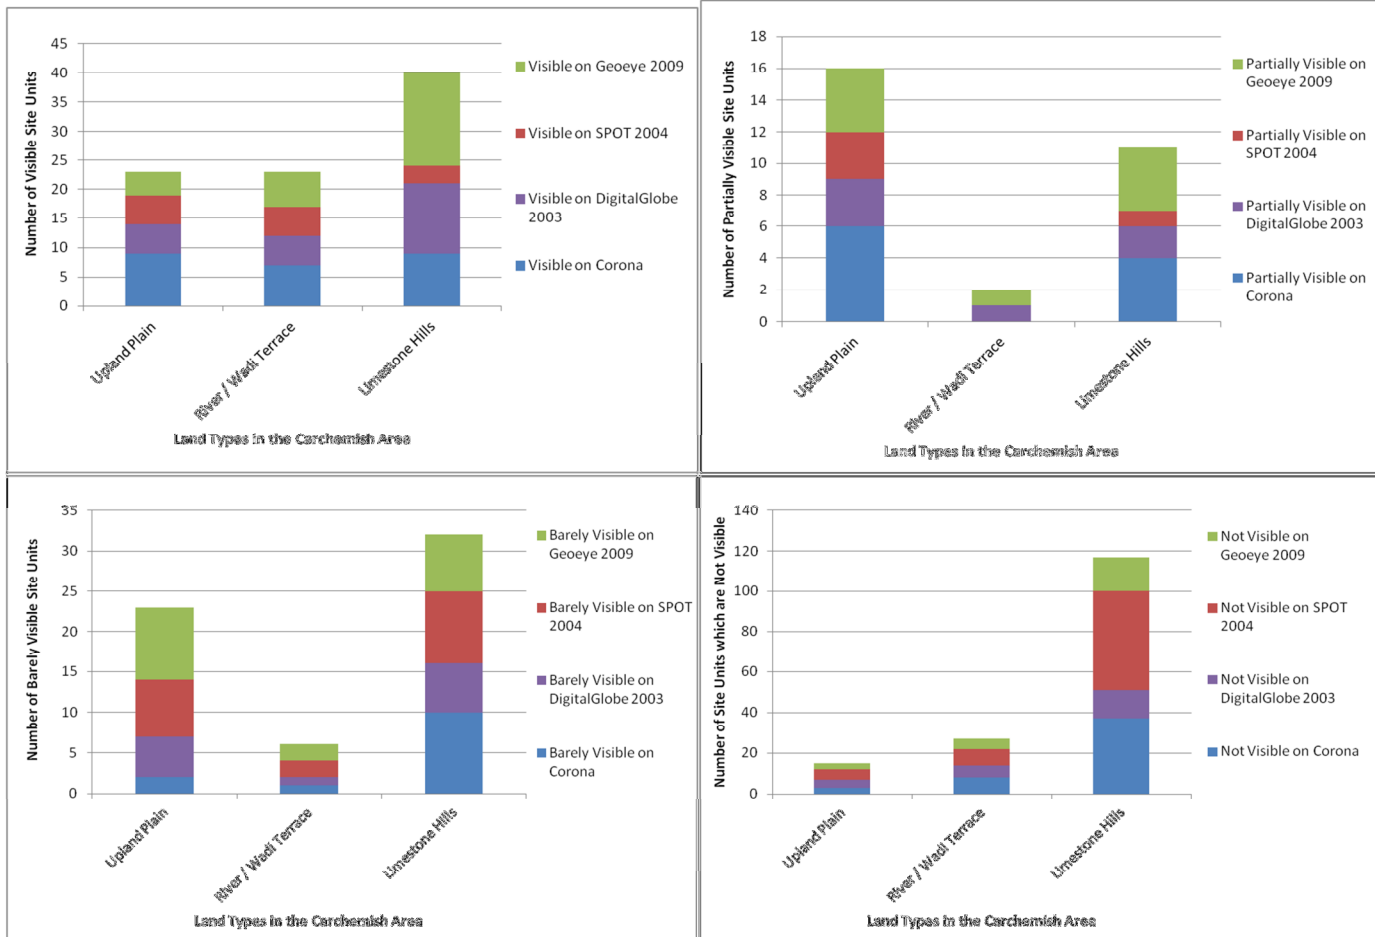 Number of Visible Site Units
45
40
35
30
25
20
15
10
5
0
Upland Plain
River / Wadi Terrace
Limestone Hills
Land Types in the Carchemish Area
Visible on Geoeye 2009
Visible on SPOT 2004
Visible on DigitalGlobe
2003
Visible on Corona
Number of Partially Visible Site Units
18
16
14
12
10
8
6
4
2
0
Upland Plain
River / Wadi Terrace
Limestone Hills
Land Types in the Carchemish Area
Partially Visible on
Geoeye 2009
Partially Visible on
SPOT 2004
Partially Visible on
DigitalGlobe 2003
Partially Visible on
Corona
Number of Barely Visible Site Units
35
30
25
20
15
10
5
0
Upland Plain
River / Wadi Terrace
Limestone Hills
Land Types in the Carchemish Area
Barely Visible on
Geoeye 2009
Barely Visible on SPOT
2004
Barely Visible on
DigitalGlobe 2003
Barely Visible on
Corona
Number of Site Units which are Not Visible
140
120
100
80
60
40
20
0
Upland Plain
River / Wadi Terrace
Limestone Hills
Land Types in the Carchemish Area
Not Visible on
Geoeye 2009
Not Visible on SPOT
2004
Not Visible on
DigitalGlobe 2003
Not Visible on Corona